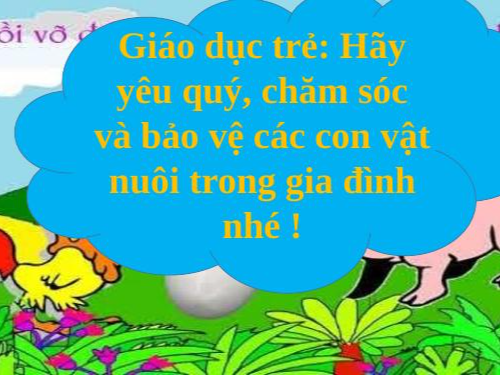 ồi vỡ
Giáo dục trẻ: Hãy
yêu quý, chăm sóc
và bảo vệ các con vật
nuôi trong gia đình
nhé !